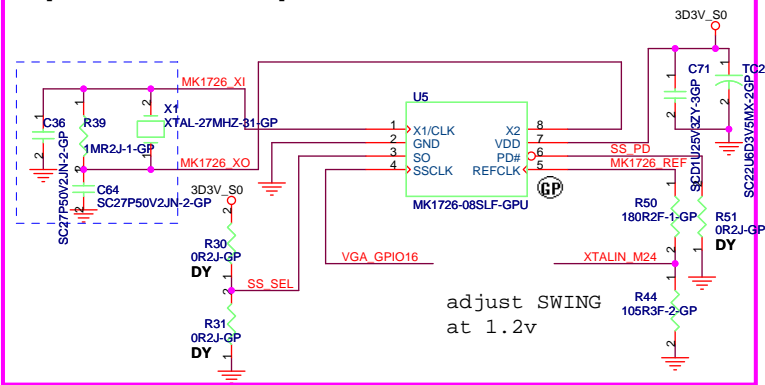 3D3V_S0
MK1726_XI
C36
R39
X1
XTAL-27MHZ-31-GP
1MR2J-1-GP
MK1726_XO
C64
SC27P50V2JN-2-GP
SC27P50V2JN-2-GP
U5
1
X1/CLK
X2
8
2
GND
VDD
7
3
SO
PD#
6
4
SSCLK
REFCLK
5
MK1726-08SLF-GPU
GP
C71
TC2
SCD1U25V3ZY-3GP
SC22U6D3V5MX-2GP
SS_PD
MK1726_REF
R50
180R2F-1-GP
R51
0R2J-GP
DY
3D3V_S0
R30
0R2J-GP
DY
SS_SEL
R31
0R2J-GP
DY
VGA_GPIO16
XTALIN_M24
R44
105R3F-2-GP
adjust SWING
at 1.2v